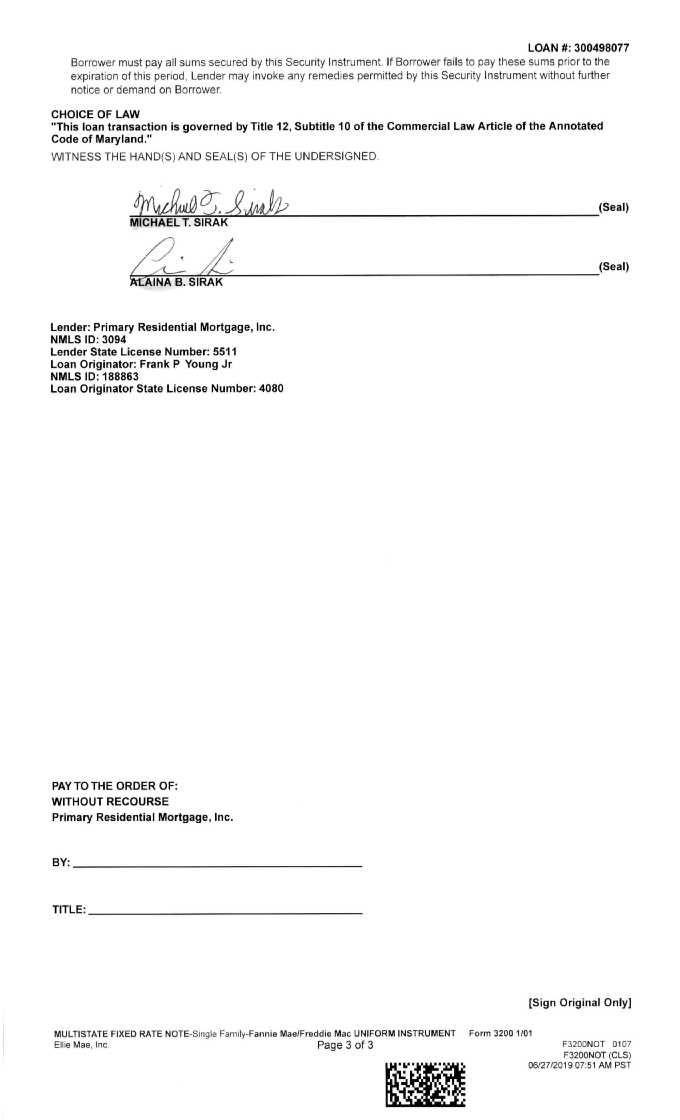 LOAN #: 300498077
Borrower must pay all sums secured by this Security Instrument. If Borrower fails to pay these sums prior to the
expiration of this period, Lender may invoke any remedies permitted by this Security Instrument without further
notice or demand on Borrower.
CHOICE OF LAW
"This loan transaction is governed by Title 12, Subtitle 10 of the Commercial Law Article of the Annotated
Code of Maryland."
WITNESS THE HAND(S) AND SEAL(S) OF THE UNDERSIGNED.
Michael T. Sirak
(Seal)
MICHAEL T. SIRAK
(Seal)
ALAINA B. SIRAK
Lender: Primary Residential Mortgage, Inc.
NMLS ID: 3094
Lender State License Number: 5511
Loan Originator: Frank P Young Jr
NMLS ID: 188863
Loan Originator State License Number: 4080
PAY TO THE ORDER OF:
WITHOUT RECOURSE
Primary Residential Mortgage, Inc.
BY:
TITLE:
[Sign Original Only]
MULTISTATE FIXED RATE NOTE-Single Family-Fannie Mae/Freddie Mac UNIFORM INSTRUMENT Form 3200 1/01
Ellie Mae, Inc. Page 3 of 3 F3200NOT 0107
F3200NOT (CLS)
06/27/2019 07:51 AM PST